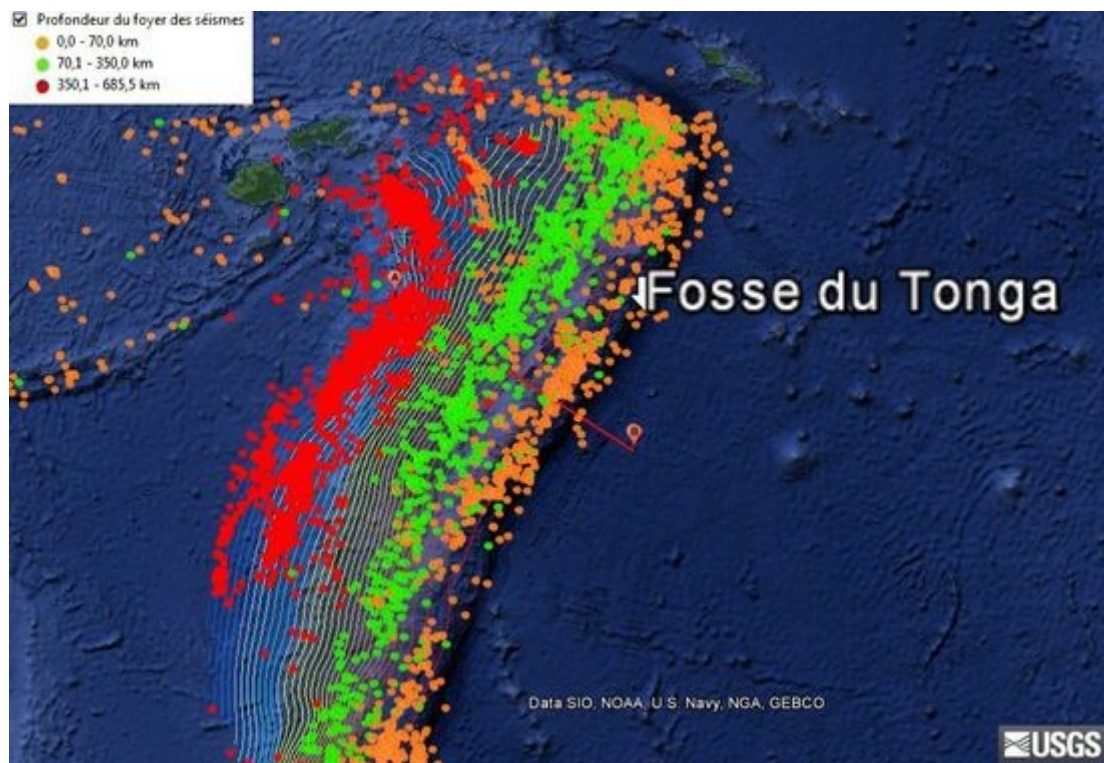 Profondeur du foyer des séismes
0,0 - 70,0 km
70,1 - 350,0 km
350,1 - 685,5 km
Fosse du Tonga
Data SIO, NOAA, U.S. Navy, NGA, GEBCO
USGS